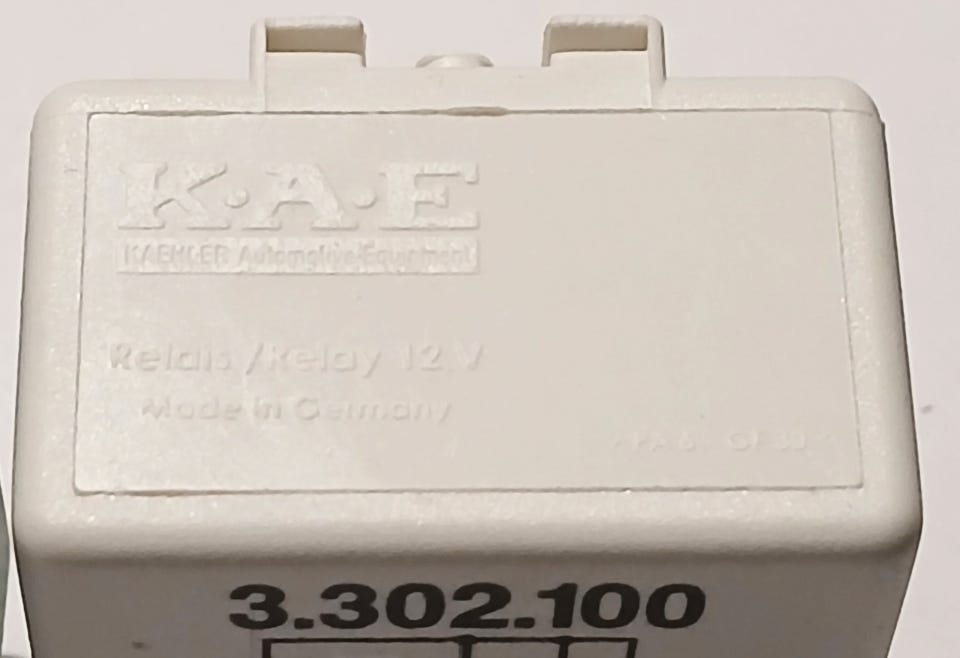 K·A·E
KAEHLER Automotive-Equipment
Relais/Relay 12 V
Made in Germany
3.302.100